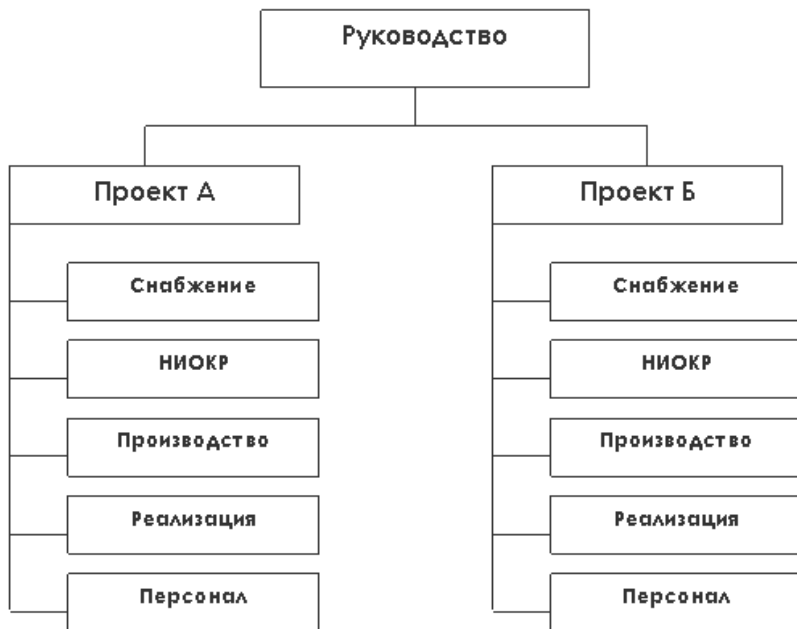 Руководство
Проект А
Проект Б
Снабжение
Снабжение
НИОКР
НИОКР
Производство
Производство
Реализация
Реализация
Персонал
Персонал